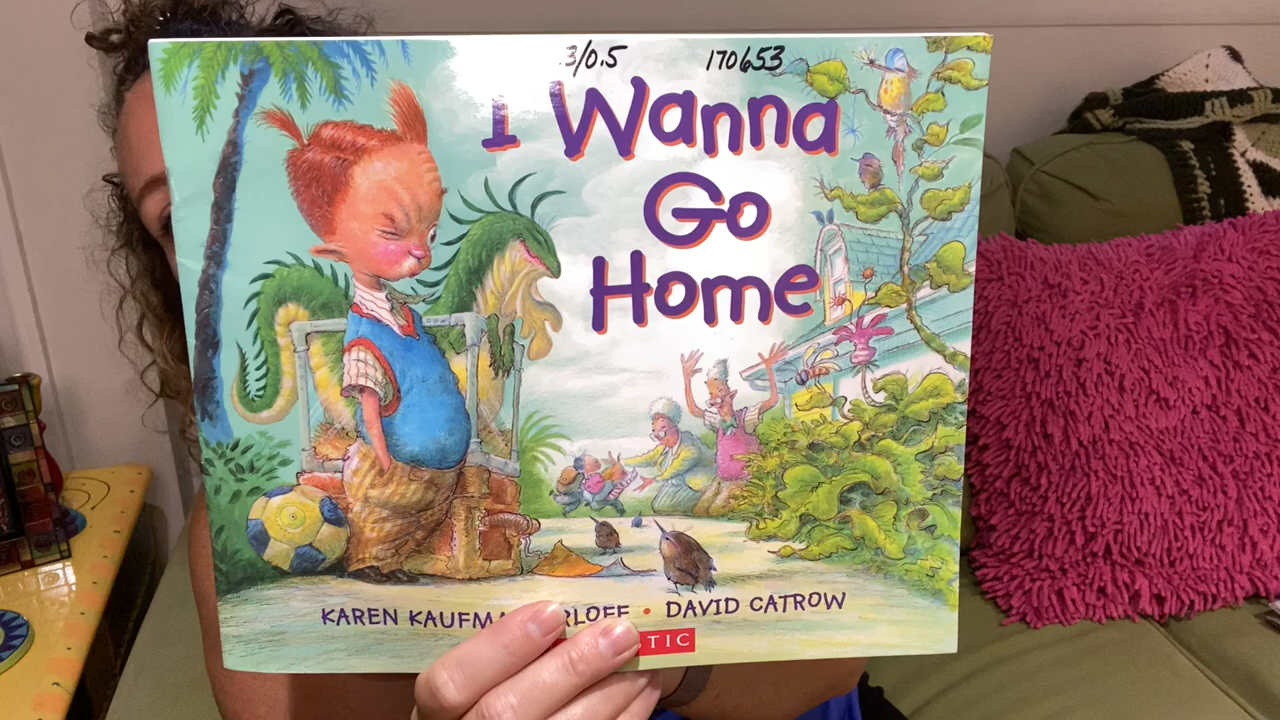 3/0.5 170653
I Wanna
Go
Home
KAREN KAUFMA RLOFF • DAVID CATROW
TIC